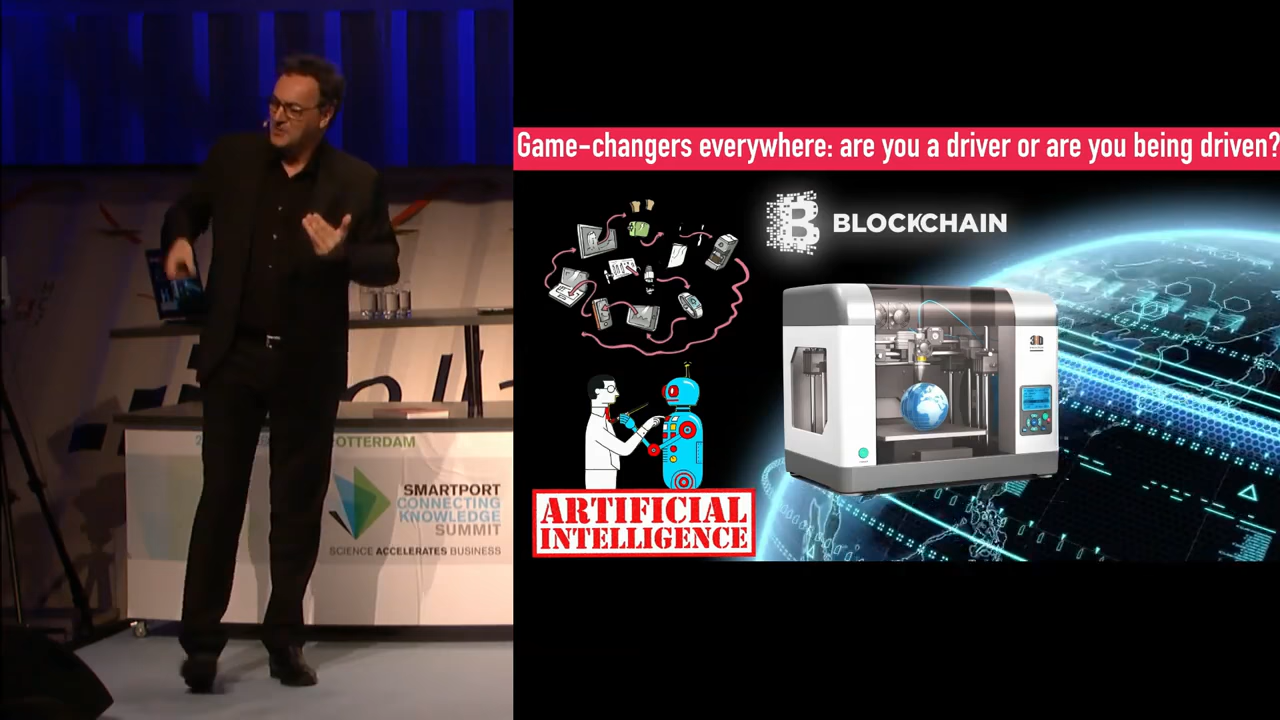 Game-changers everywhere: are you a driver or are you being driven?
BLOCKCHAIN
ARTIFICIAL
INTELLIGENCE
OTTERDAM
SMARTPORT
CONNECTING
KNOWLEDGE
SUMMIT
SCIENCE ACCELERATES BUSINESS